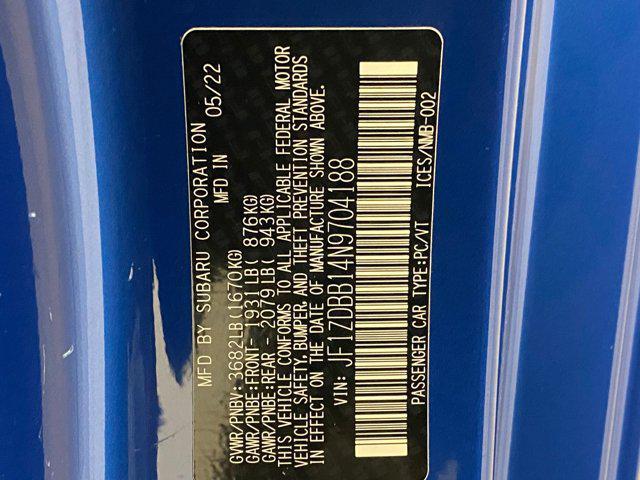 MFD BY SUBARU CORPORATION
MFD IN 05/22
GVWR/PNBV: 3682LB(1670KG)
GAWR/PNBE:FRONT- 1931LB( 876KG)
GAWR/PNBE:REAR - 2079LB( 943KG)
THIS VEHICLE CONFORMS TO ALL APPLICABLE FEDERAL MOTOR
VEHICLE SAFETY, BUMPER, AND THEFT PREVENTION STANDARDS
IN EFFECT ON THE DATE OF MANUFACTURE SHOWN ABOVE.
VIN: JF1ZDBB14N9704188
PASSENGER CAR TYPE:PC/VT ICES/NMB-002